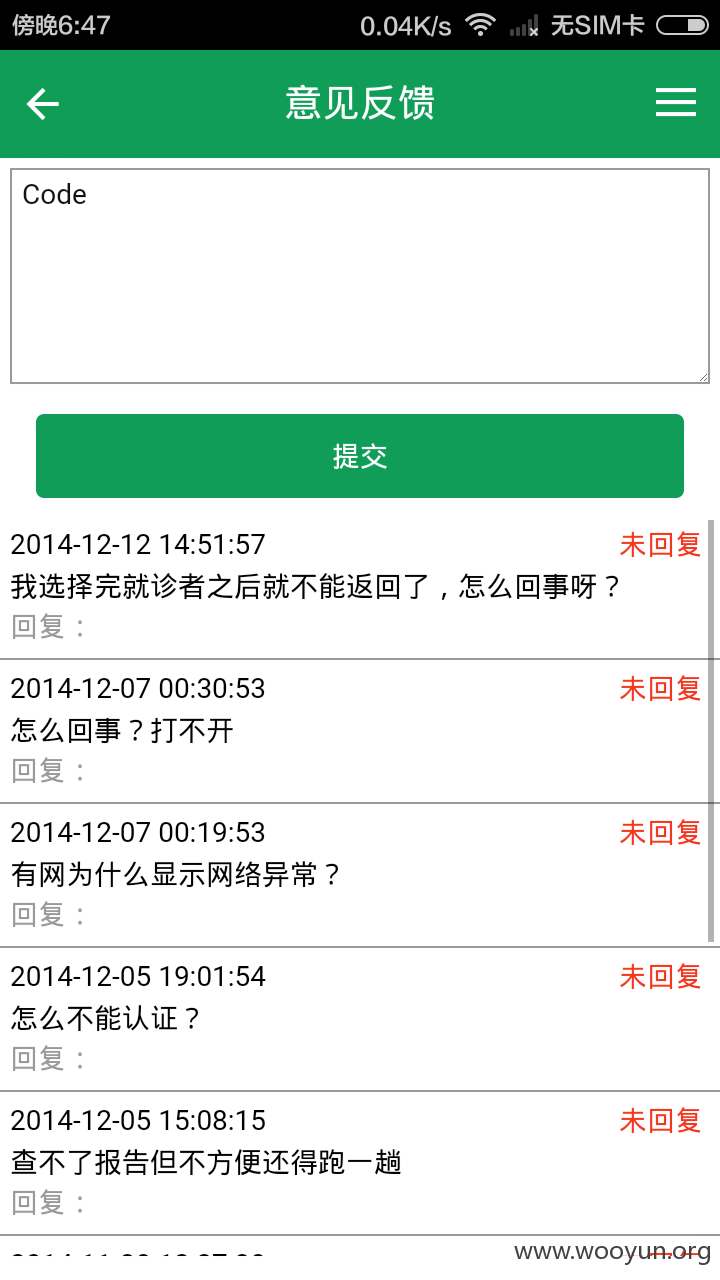 傍晚6:47 0.04K/s 无SIM卡
意见反馈
Code
提交
2014-12-12 14:51:57 未回复
我选择完就诊者之后就不能返回了，怎么回事呀？
回复：
2014-12-07 00:30:53 未回复
怎么回事？打不开
回复：
2014-12-07 00:19:53 未回复
有网为什么显示网络异常？
回复：
2014-12-05 19:01:54 未回复
怎么不能认证？
回复：
2014-12-05 15:08:15 未回复
查不了报告但不方便还得跑一趟
回复：
www.wooyun.org